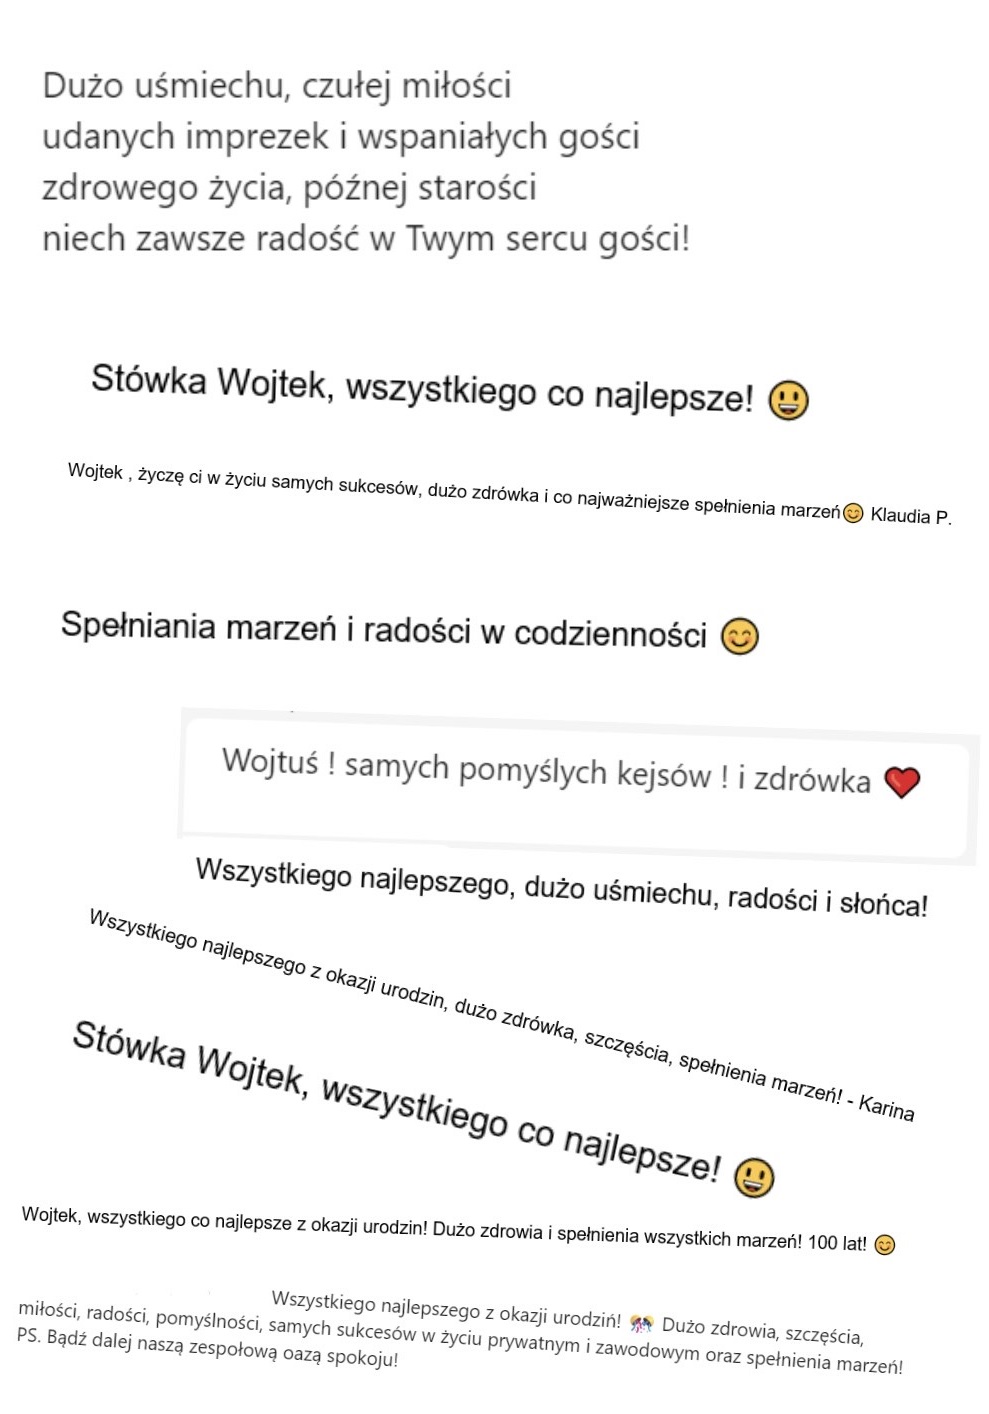 Dużo uśmiechu, czułej miłości
udanych imprezek i wspaniałych gości
zdrowego życia, późnej starości
niech zawsze radość w Twym sercu gości!
Stówka Wojtek, wszystkiego co najlepsze! 😃
Wojtek , życzę ci w życiu samych sukcesów, dużo zdrówka i co najważniejsze spełnienia marzeń😊 Klaudia P.
Spełniania marzeń i radości w codzienności 😊
Wojtuś ! samych pomyślych kejsów ! i zdrówka ❤️
Wszystkiego najlepszego, dużo uśmiechu, radości i słońca!
Wszystkiego najlepszego z okazji urodzin, dużo zdrówka, szczęścia, spełnienia marzeń! - Karina
Stówka Wojtek, wszystkiego co najlepsze! 😃
Wojtek, wszystkiego co najlepsze z okazji urodzin! Dużo zdrowia i spełnienia wszystkich marzeń! 100 lat! 😊
Wszystkiego najlepszego z okazji urodziń! 🎊 Dużo zdrowia, szczęścia,
miłości, radości, pomyślności, samych sukcesów w życiu prywatnym i zawodowym oraz spełnienia marzeń!
PS. Bądź dalej naszą zespołową oazą spokoju!